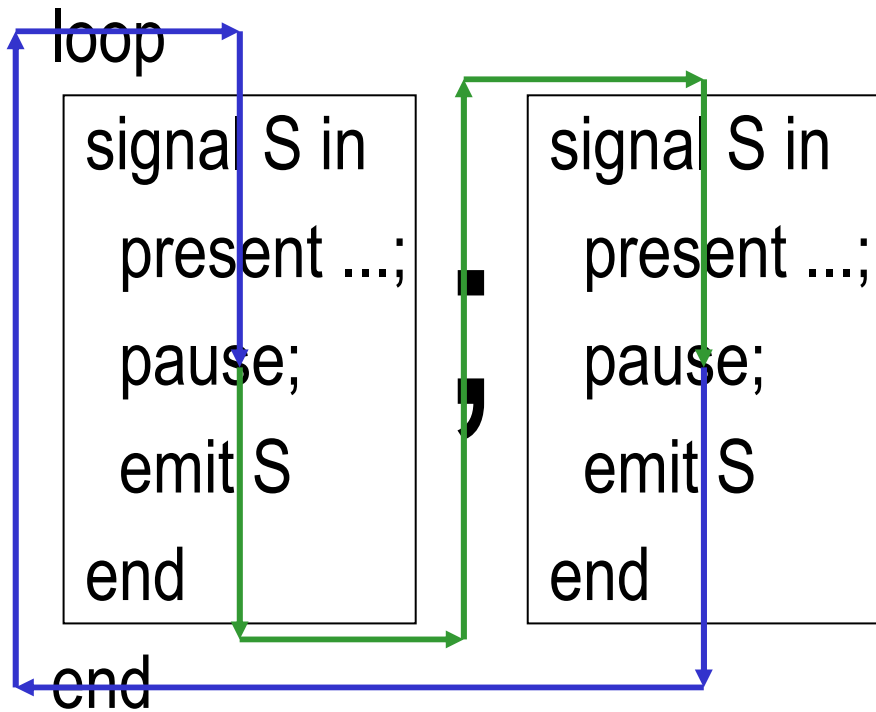 loop
signal S in
present ...;
pause;
emit S
end
;
signal S in
present ...;
pause;
emit S
end
end